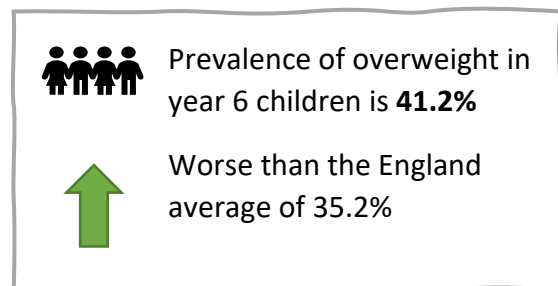 Prevalence of overweight in
year 6 children is 41.2%
Worse than the England
average of 35.2%